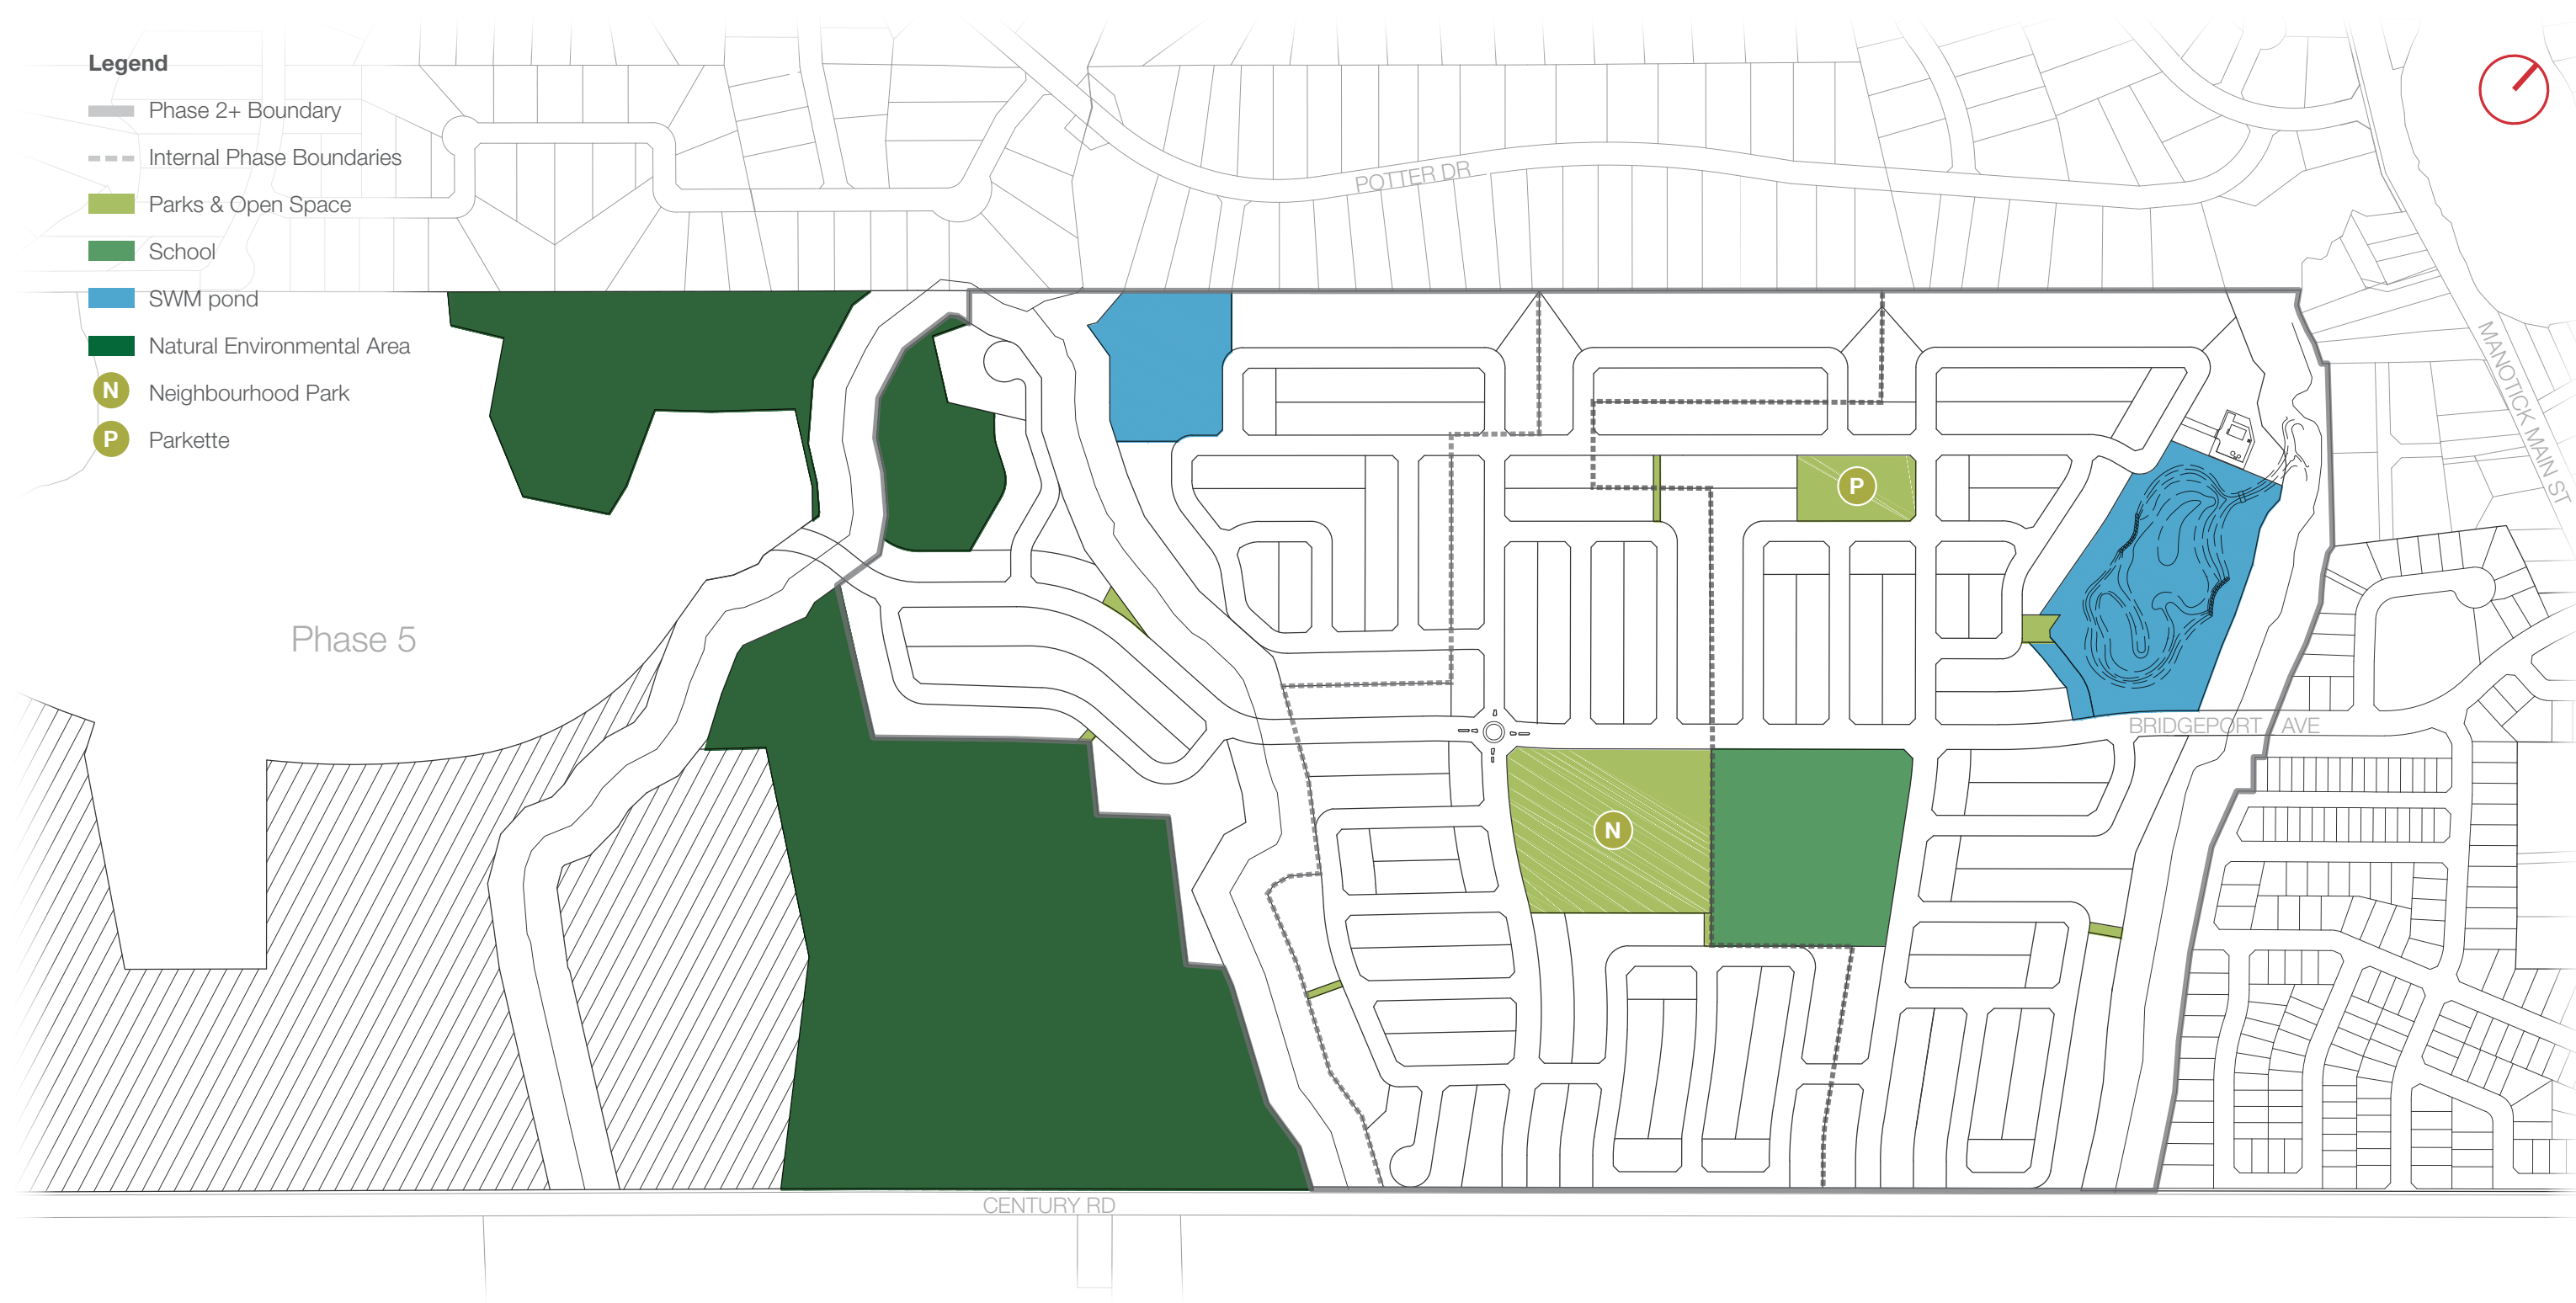 Legend
Phase 2+ Boundary
Internal Phase Boundaries
Parks & Open Space
School
SWM pond
Natural Environmental Area
N Neighbourhood Park
P Parkette
POTTER DR
MANOTICK MAIN ST
P
Phase 5
BRIDGEPORT AVE
N
CENTURY RD